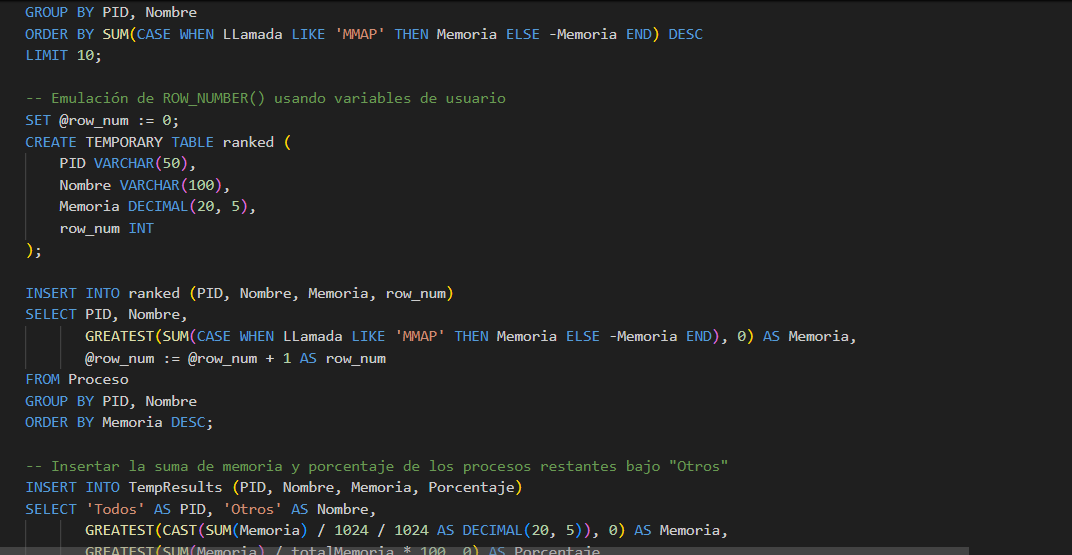 GROUP BY PID, Nombre
ORDER BY SUM(CASE WHEN LLamada LIKE 'MMAP' THEN Memoria ELSE -Memoria END) DESC
LIMIT 10;

-- Emulación de ROW_NUMBER() usando variables de usuario
SET @row_num := 0;
CREATE TEMPORARY TABLE ranked (
    PID VARCHAR(50),
    Nombre VARCHAR(100),
    Memoria DECIMAL(20, 5),
    row_num INT
);

INSERT INTO ranked (PID, Nombre, Memoria, row_num)
SELECT PID, Nombre,
       GREATEST(SUM(CASE WHEN LLamada LIKE 'MMAP' THEN Memoria ELSE -Memoria END), 0) AS Memoria,
       @row_num := @row_num + 1 AS row_num
FROM Proceso
GROUP BY PID, Nombre
ORDER BY Memoria DESC;

-- Insertar la suma de memoria y porcentaje de los procesos restantes bajo "Otros"
INSERT INTO TempResults (PID, Nombre, Memoria, Porcentaje)
SELECT 'Todos' AS PID, 'Otros' AS Nombre,
       GREATEST(CAST(SUM(Memoria) / 1024 / 1024 AS DECIMAL(20, 5)), 0) AS Memoria,
       GREATEST(SUM(Memoria) / totalMemoria * 100, 0) AS Porcentaje